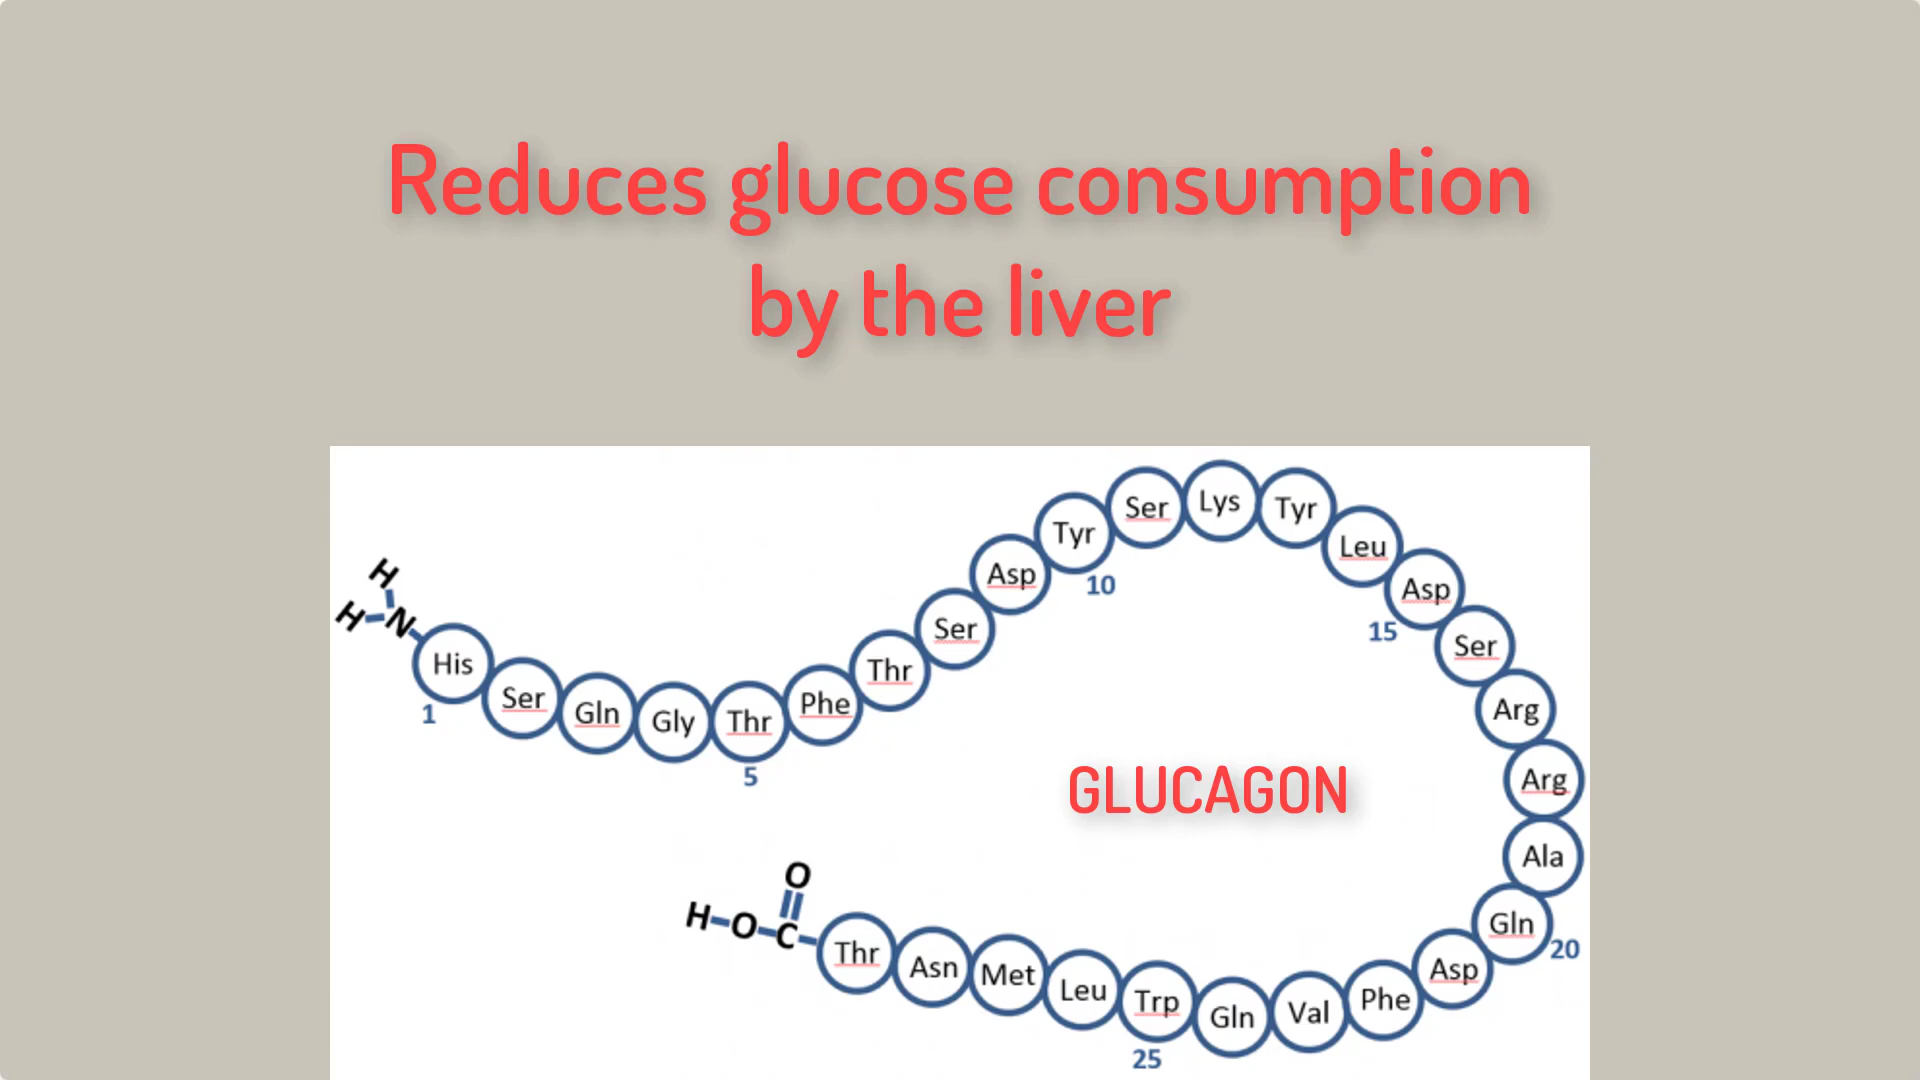 Reduces glucose consumption
by the liver
H
H
N
His
Ser
Gln
Gly
Thr
Phe
Thr
Ser
Asp
Tyr
Ser
Lys
Tyr
Leu
Asp
Ser
Arg
Arg
Ala
Gln
Asp
Phe
Val
Gln
Trp
Leu
Met
Asn
Thr
1
5
10
15
20
25
GLUCAGON
O
H O C